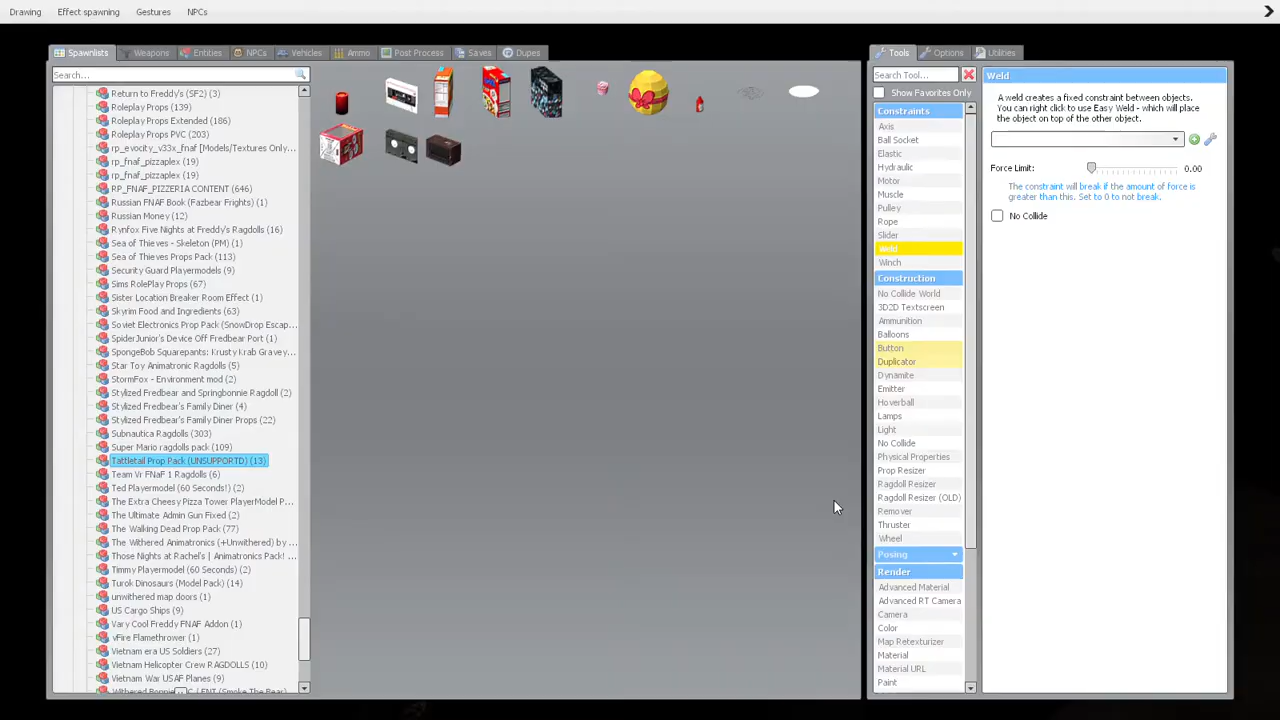 Drawing Effect spawning Gestures NPCs
Spawnlists Weapons Entities NPCs Vehicles Ammo Post Process Saves Dupes
Search...
Return to Freddy's (SF2) (3)
Roleplay Props (139)
Roleplay Props Extended (186)
Roleplay Props PVC (203)
rp_evocity_v33x_fnaf [Models/Textures Only...
rp_fnaf_pizzaplex (19)
rp_fnaf_pizzaplex (19)
RP_FNAF_PIZZERIA CONTENT (646)
Russian FNAF Book (Fazbear Frights) (1)
Russian Money (12)
Rynfox Five Nights at Freddy's Ragdolls (16)
Sea of Thieves - Skeleton (PM) (1)
Sea of Thieves Props Pack (113)
Security Guard Playermodels (9)
Sims RolePlay Props (67)
Sister Location Breaker Room Effect (1)
Skyrim Food and Ingredients (63)
Soviet Electronics Prop Pack (SnowDrop Escap...
SpiderJunior's Device Off Fredbear Port (1)
SpongeBob Squarepants: Krusty Krab Gravey...
Star Toy Animatronic Ragdolls (5)
StormFox - Environment mod (2)
Stylized Fredbear and Springbonnie Ragdoll (2)
Stylized Fredbear's Family Diner (4)
Stylized Fredbear's Family Diner Props (22)
Subnautica Ragdolls (303)
Super Mario ragdolls pack (109)
Tattletail Prop Pack (UNSUPPORTD) (13)
Team Vr FNaF 1 Ragdolls (6)
Ted Playermodel (60 Seconds!) (2)
The Extra Cheesy Pizza Tower PlayerModel P...
The Ultimate Admin Gun Fixed (2)
The Walking Dead Prop Pack (77)
The Withered Animatronics (+Unwithered) by ...
Those Nights at Rachel's | Animatronics Pack! ...
Timmy Playermodel (60 Seconds) (2)
Turok Dinosaurs (Model Pack) (14)
unwithered map doors (1)
US Cargo Ships (9)
Vary Cool Freddy FNAF Addon (1)
vFire Flamethrower (1)
Vietnam era US Soldiers (27)
Vietnam Helicopter Crew RAGDOLLS (10)
Vietnam War USAF Planes (9)
Tools Options Utilities
Search Tool...
Show Favorites Only
Constraints
Axis
Ball Socket
Elastic
Hydraulic
Motor
Muscle
Pulley
Rope
Slider
Weld
Winch
Construction
No Collide World
3D2D Textscreen
Ammunition
Balloons
Button
Duplicator
Dynamite
Emitter
Hoverball
Lamps
Light
No Collide
Physical Properties
Prop Resizer
Ragdoll Resizer
Ragdoll Resizer (OLD)
Remover
Thruster
Wheel
Posing
Render
Advanced Material
Advanced RT Camera
Camera
Color
Map Retexturizer
Material
Material URL
Paint
Weld
A weld creates a fixed constraint between objects.
You can right click to use Easy Weld - which will place
the object on top of the other object.
Force Limit: 0.00
The constraint will break if the amount of force is
greater than this. Set to 0 to not break.
No Collide